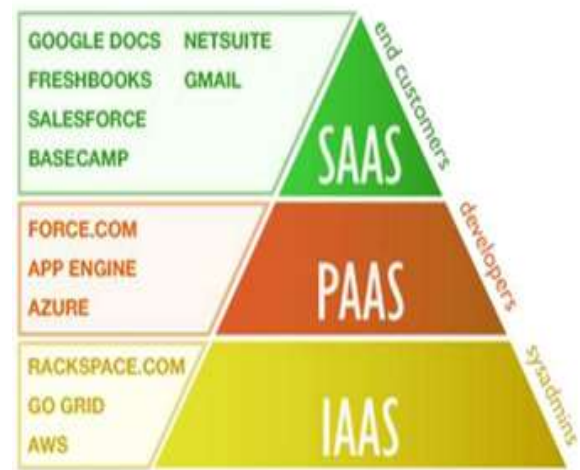 GOOGLE DOCS NETSUITE
FRESHBOOKS GMAIL
SALESFORCE
BASECAMP
SAAS
end customers
FORCE.COM
APP ENGINE
AZURE
PAAS
developers
RACKSPACE.COM
GO GRID
AWS
IAAS
sysadmins